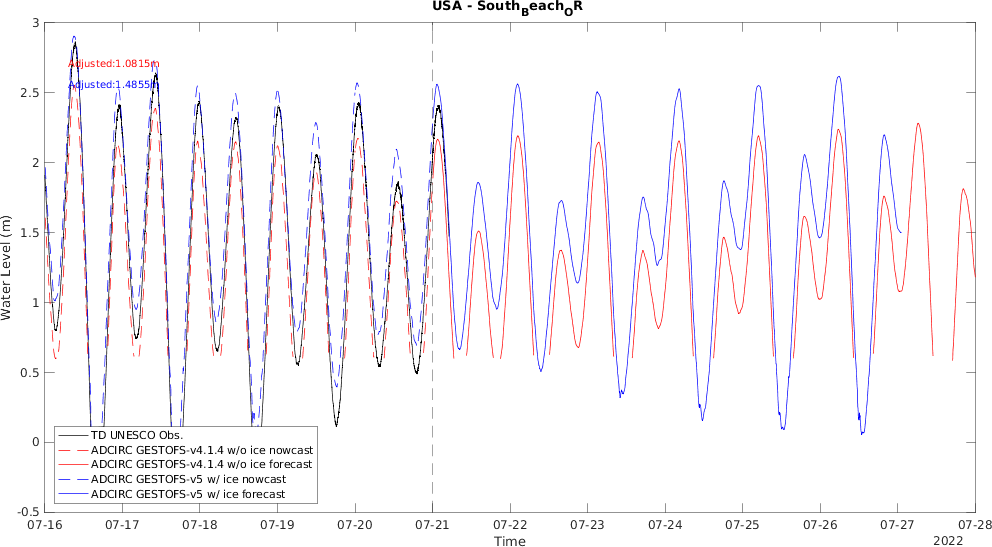 USA - South_Beach_OR
Adjusted:1.0815m
Adjusted:1.4855m
Water Level (m)
3
2.5
2
1.5
1
0.5
0
-0.5
TD UNESCO Obs.
ADCIRC GESTOFS-v4.1.4 w/o ice nowcast
ADCIRC GESTOFS-v4.1.4 w/o ice forecast
ADCIRC GESTOFS-v5 w/ ice nowcast
ADCIRC GESTOFS-v5 w/ ice forecast
07-16 07-17 07-18 07-19 07-20 07-21 07-22 07-23 07-24 07-25 07-26 07-27 07-28
Time
2022